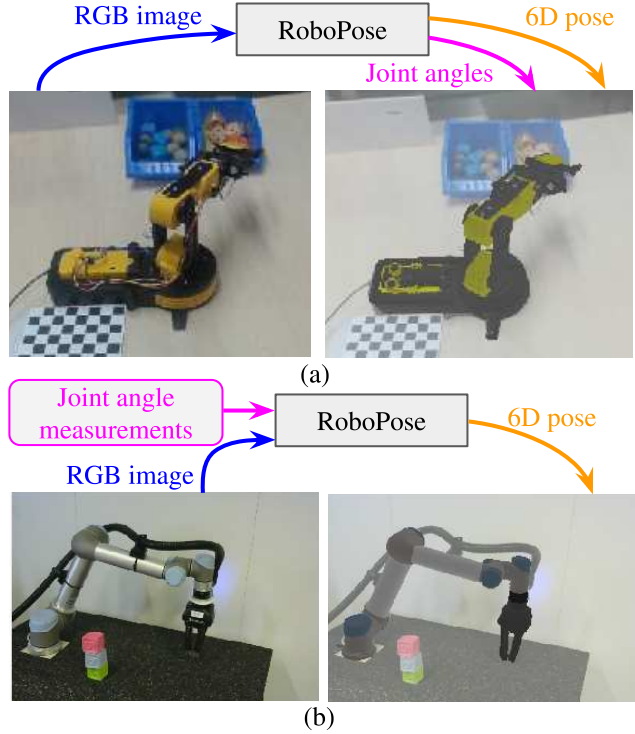 RGB image
RoboPose
6D pose
Joint angles
(a)
Joint angle
measurements
RoboPose
6D pose
RGB image
(b)